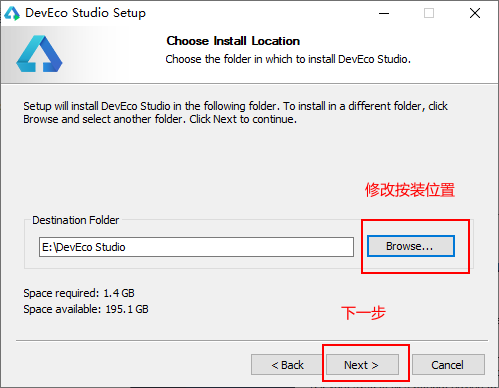 DevEco Studio Setup
Choose Install Location
Choose the folder in which to install DevEco Studio.
Setup will install DevEco Studio in the following folder. To install in a different folder, click
Browse and select another folder. Click Next to continue.
修改按装位置
Destination Folder
E:\DevEco Studio
Browse...
Space required: 1.4 GB
Space available: 195.1 GB
下一步
< Back
Next >
Cancel